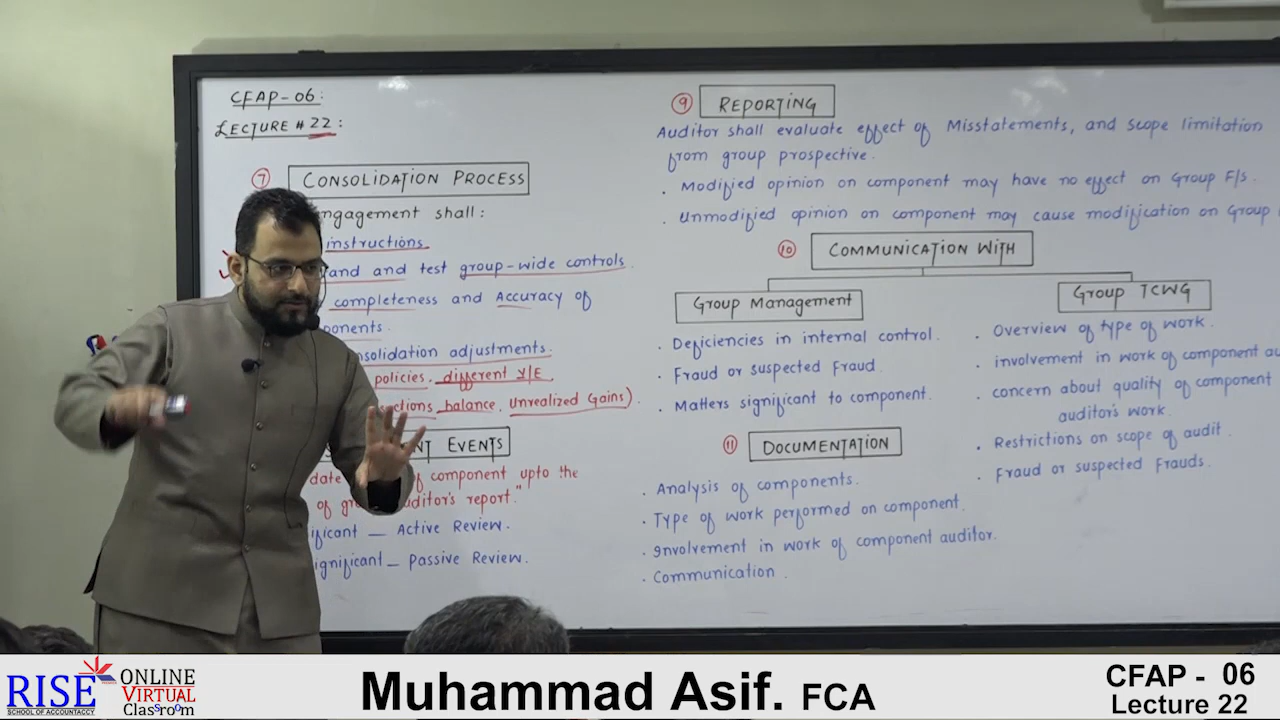 CFAP-06:
LECTURE # 22:
⑦ CONSOLIDATION PROCESS
ngagement shall:
instructions
and and test group-wide controls.
completeness and Accuracy of
ponents.
nsolidation adjustments.
policies, different Y/E
ctions balance, Unrealized Gains).
NT EVENTS
date of component upto the
of gr uditor's report."
ificant – Active Review.
ignificant – Passive Review.
⑨ REPORTING
Auditor shall evaluate effect of Misstatements, and scope limitation
from group prospective.
. Modified opinion on component may have no effect on Group F/s.
. Unmodified opinion on component may cause modification on Group
⑩ COMMUNICATION WITH
Group Management
. Deficiencies in internal control.
. Fraud or suspected Fraud.
. Matters significant to component.
Group TCWG
. Overview of type of work.
. involvement in work of component au
. concern about quality of component
auditor's work.
. Restrictions on scope of audit.
. Fraud or suspected Frauds.
⑪ DOCUMENTATION
. Analysis of components.
. Type of work performed on component.
. Involvement in work of component auditor.
. Communication.
RISE
SCHOOL OF ACCOUNTANCY
ONLINE
VIRTUAL
Classroom
Muhammad Asif. FCA
CFAP - 06
Lecture 22